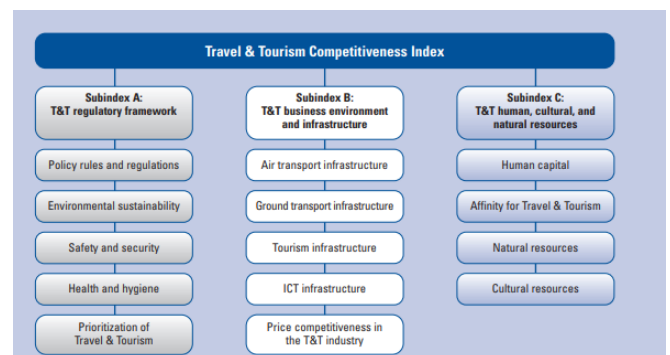 Travel & Tourism Competitiveness Index
Subindex A:
T&T regulatory framework
Policy rules and regulations
Environmental sustainability
Safety and security
Health and hygiene
Prioritization of
Travel & Tourism
Subindex B:
T&T business environment
and infrastructure
Air transport infrastructure
Ground transport infrastructure
Tourism infrastructure
ICT infrastructure
Price competitiveness in
the T&T industry
Subindex C:
T&T human, cultural, and
natural resources
Human capital
Affinity for Travel & Tourism
Natural resources
Cultural resources